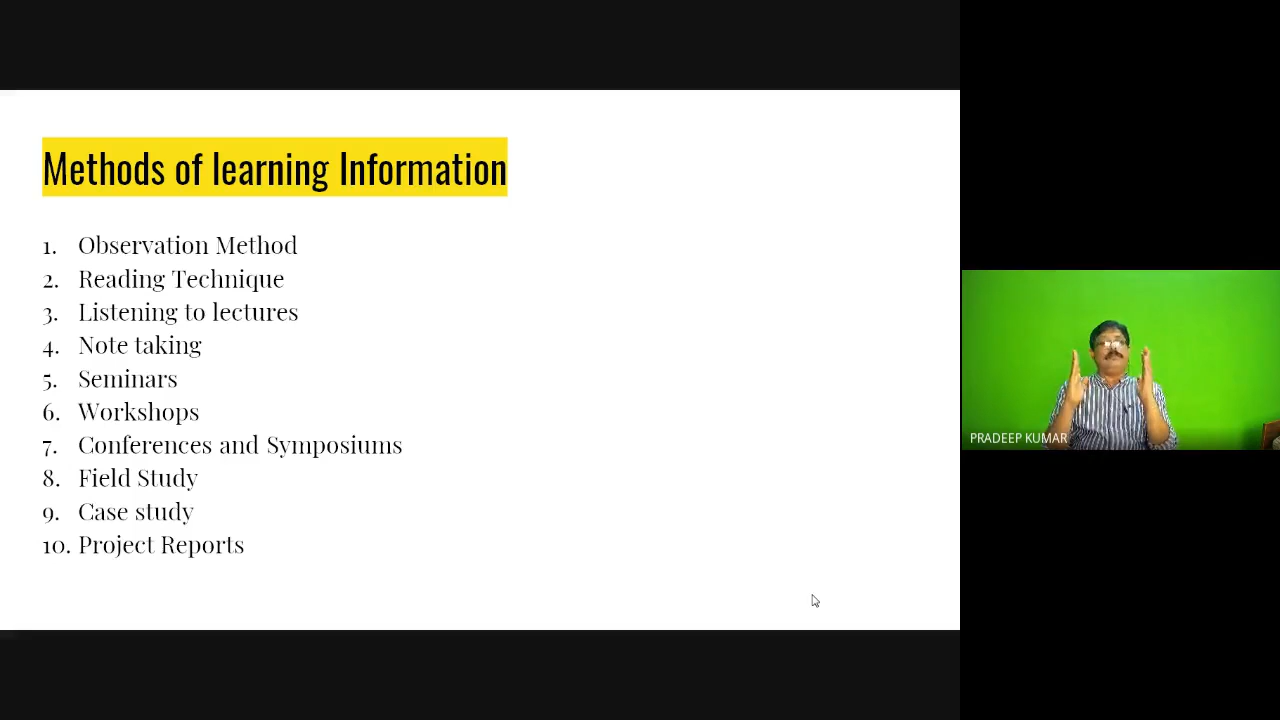 Methods of learning Information
1. Observation Method
2. Reading Technique
3. Listening to lectures
4. Note taking
5. Seminars
6. Workshops
7. Conferences and Symposiums
8. Field Study
9. Case study
10. Project Reports
PRADEEP KUMAR